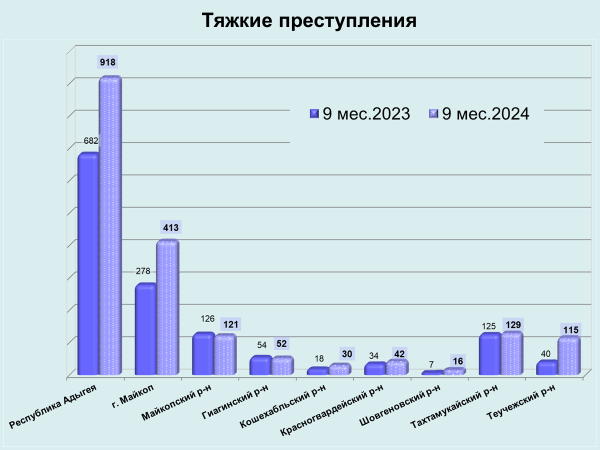 Тяжкие преступления
9 мес.2023 9 мес.2024
682 918
278 413
126 121
54 52
18 30
34 42
7 16
125 129
40 115
Республика Адыгея
г. Майкоп
Майкопский р-н
Гиагинский р-н
Кошехабльский р-н
Красногвардейский р-н
Шовгеновский р-н
Тахтамукайский р-н
Теучежский р-н